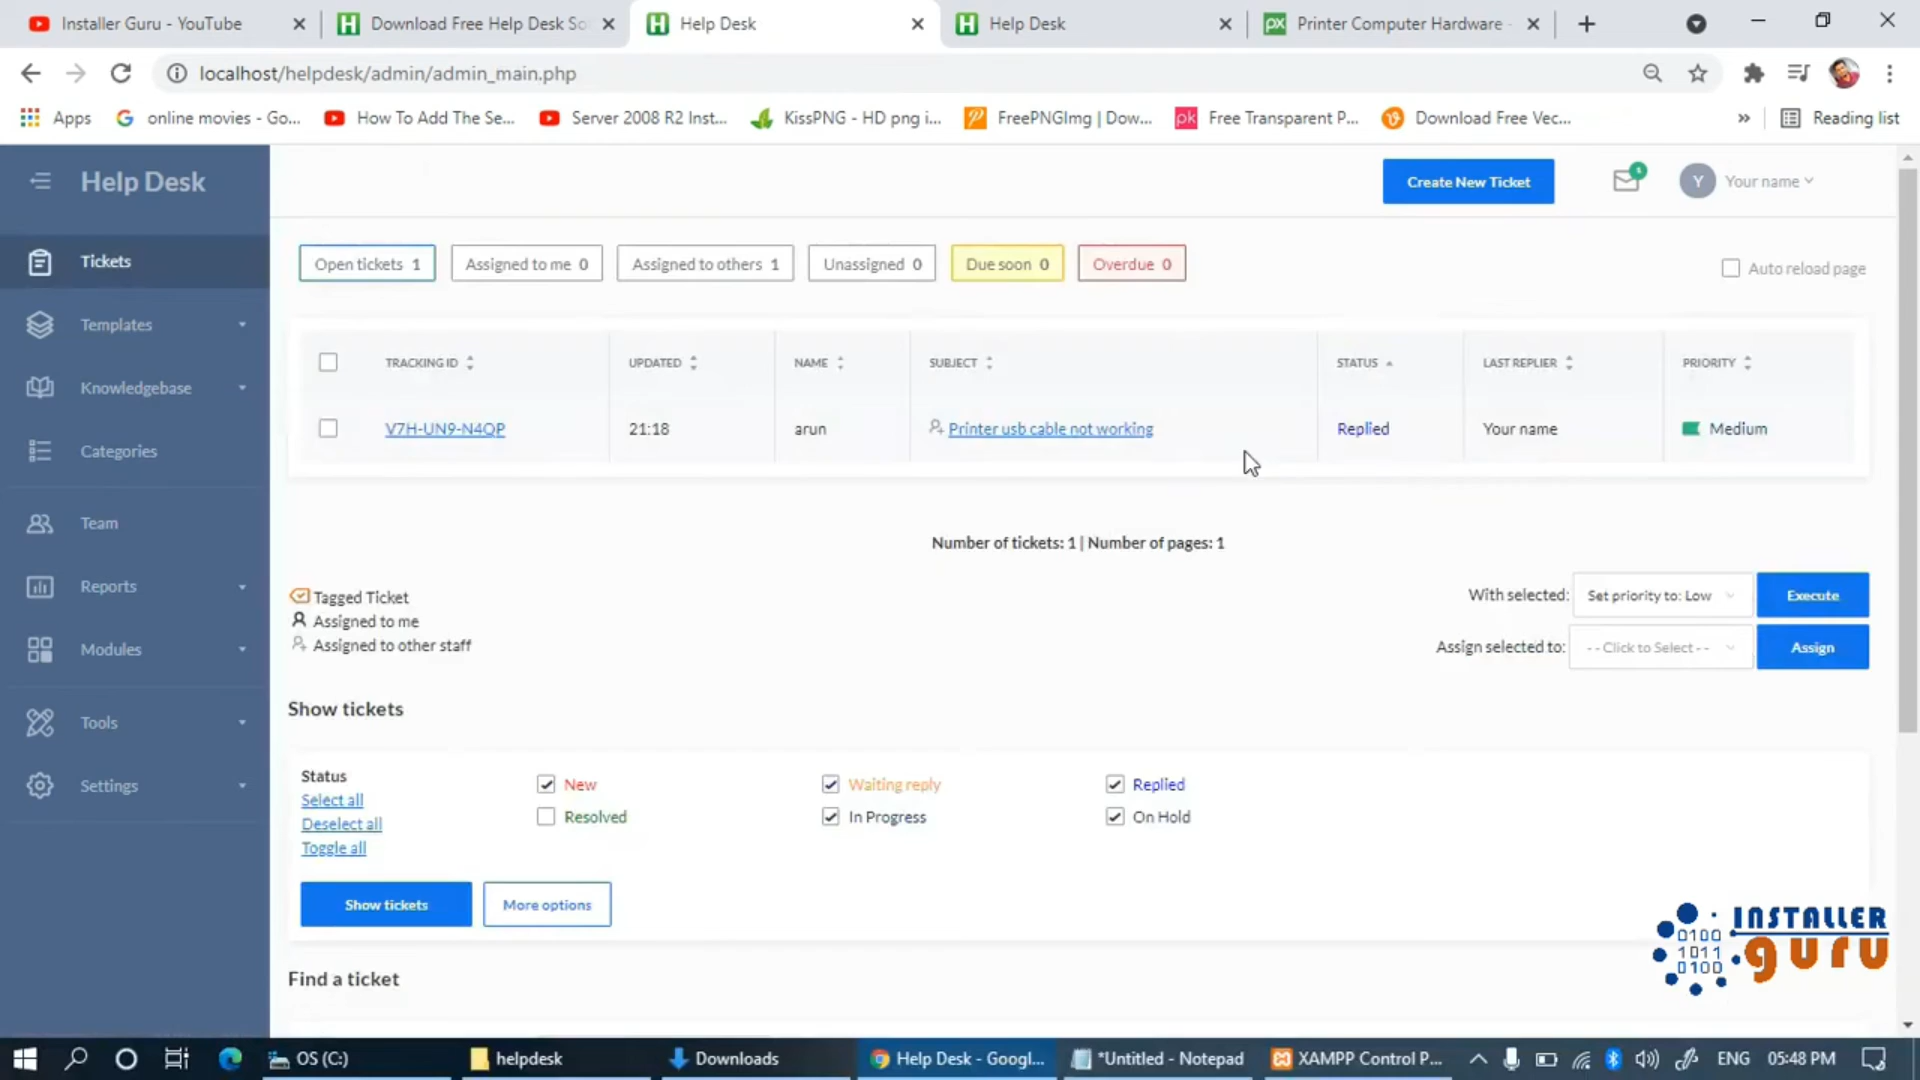 Installer Guru - YouTube
Download Free Help Desk So
Help Desk
Help Desk
Printer Computer Hardware -
localhost/helpdesk/admin/admin_main.php
Apps
online movies - Go...
How To Add The Se...
Server 2008 R2 Inst...
KissPNG - HD png i...
FreePNGImg | Dow...
Free Transparent P...
Download Free Vec...
Reading list
Help Desk
Create New Ticket
Y
Your name
Tickets
Templates
Knowledgebase
Categories
Team
Reports
Modules
Tools
Settings
Open tickets 1
Assigned to me 0
Assigned to others 1
Unassigned 0
Due soon 0
Overdue 0
Auto reload page
TRACKING ID UPDATED NAME SUBJECT STATUS LAST REPLIER PRIORITY
V7H-UN9-N4QP 21:18 arun Printer usb cable not working Replied Your name Medium
Number of tickets: 1 | Number of pages: 1
Tagged Ticket
Assigned to me
Assigned to other staff
With selected: Set priority to: Low Execute
Assign selected to: - - Click to Select - - Assign
Show tickets
Status
Select all
Deselect all
Toggle all
New
Waiting reply
Replied
Resolved
In Progress
On Hold
Show tickets
More options
Find a ticket
INSTALLER
guru
0100
1011
0100
OS (C:)
helpdesk
Downloads
Help Desk - Googl...
*Untitled - Notepad
XAMPP Control P...
ENG
05:48 PM